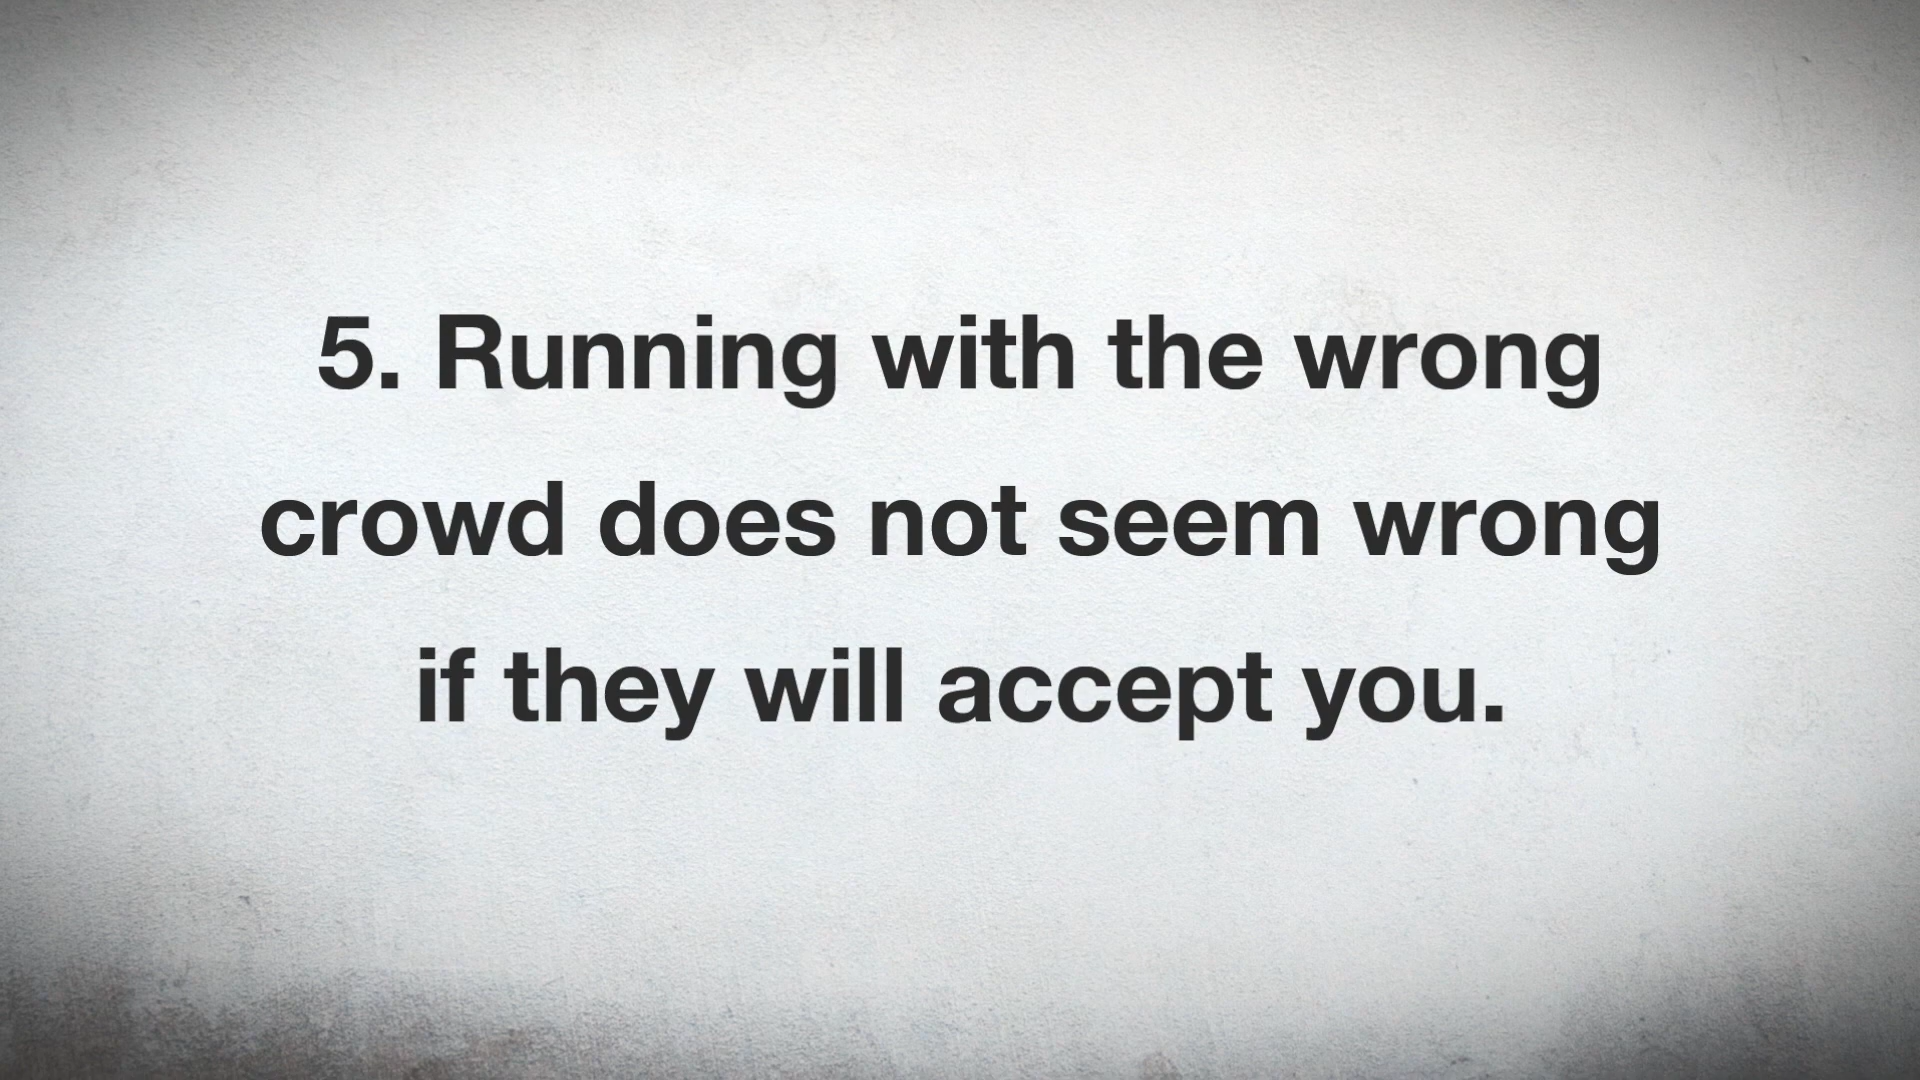 5. Running with the wrong
crowd does not seem wrong
if they will accept you.